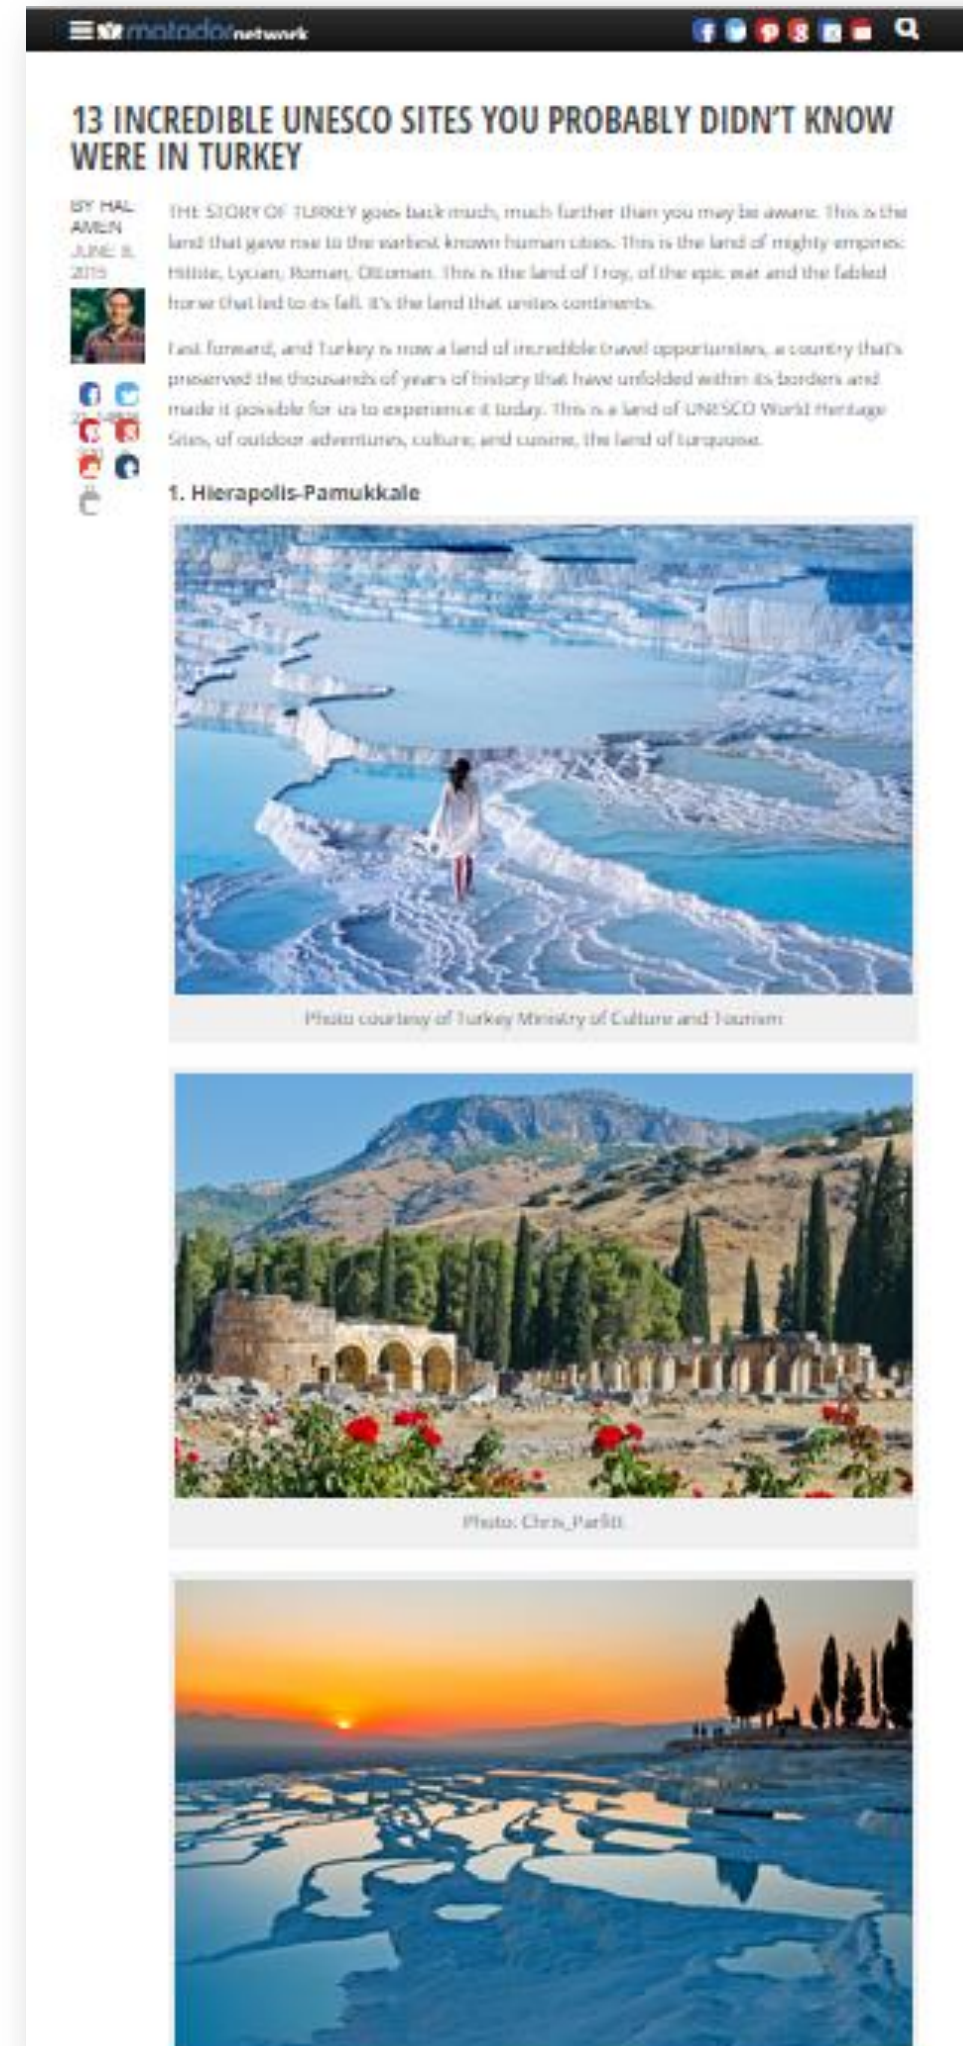 matadornetwork
13 INCREDIBLE UNESCO SITES YOU PROBABLY DIDN'T KNOW
WERE IN TURKEY
BY HAL
AMEN
JUNE 8,
2015
THE STORY OF TURKEY goes back much, much further than you may be aware. This is the
land that gave rise to the earliest known human cities. This is the land of mighty empires:
Hittite, Lycian, Roman, Ottoman. This is the land of Troy, of the epic war and the fabled
horse that led to its fall. It's the land that unites continents.
Fast forward, and Turkey is now a land of incredible travel opportunities, a country that's
preserved the thousands of years of history that have unfolded within its borders and
made it possible for us to experience it today. This is a land of UNESCO World Heritage
Sites, of outdoor adventures, culture, and cuisine, the land of turquoise.
1. Hierapolis-Pamukkale
Photo courtesy of Turkey Ministry of Culture and Tourism
Photo: Chris_Parfitt